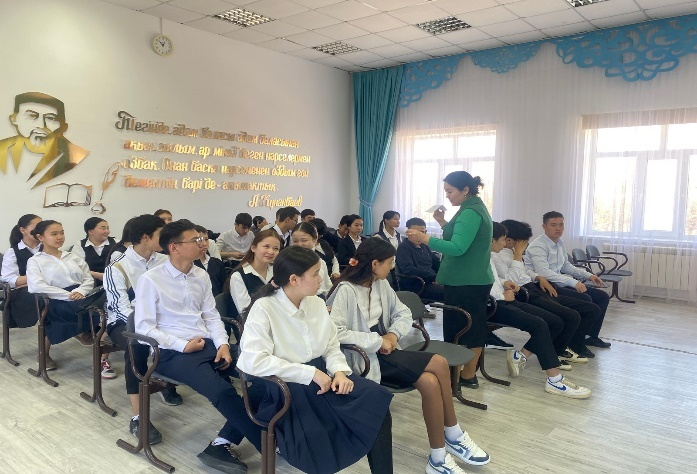 Тегінде, адам баласы адам баласынан
ақыл, ғылым, ар, мінез деген нәрселермен
озбақ. Онан басқа нәрсеменен оздым ғой
демектің бәрі де - ақымақтық.
А. Құнанбаев